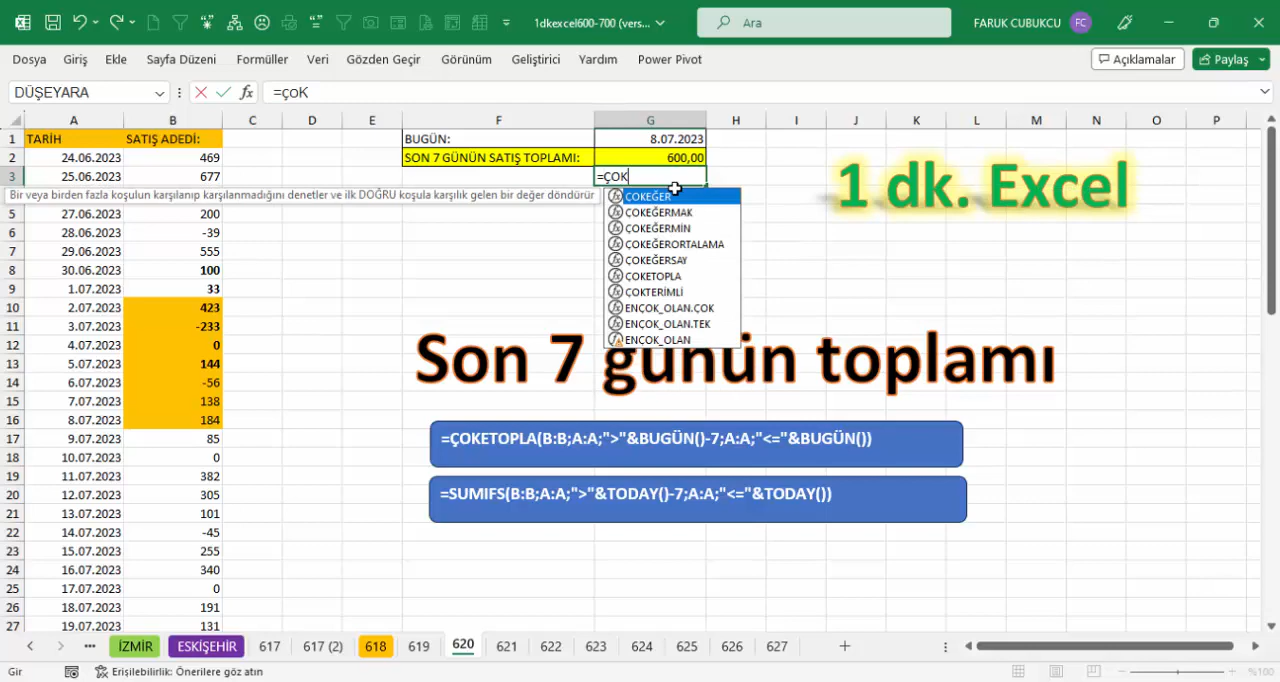 1dkexcel600-700 (vers...
Ara
FARUK CUBUKCU
FC
Dosya Giriş Ekle Sayfa Düzeni Formüller Veri Gözden Geçir Görünüm Geliştirici Yardım Power Pivot
Açıklamalar
Paylaş
DÜŞEYARA
fx
=çoK
A B C D E F G H I J K L M N O P
1 TARİH SATIŞ ADEDİ: BUGÜN: 8.07.2023
2 24.06.2023 469 SON 7 GÜNÜN SATIŞ TOPLAMI: 600,00
3 25.06.2023 677 =ÇOK
Bir veya birden fazla koşulun karşılanıp karşılanmadığını denetler ve ilk DOĞRU koşula karşılık gelen bir değer döndürür
ÇOKEĞER
ÇOKEĞERMAK
ÇOKEĞERMİN
ÇOKEĞERORTALAMA
ÇOKEĞERSAY
ÇOKETOPLA
ÇOKTERİMLİ
ENÇOK_OLAN.ÇOK
ENÇOK_OLAN.TEK
ENÇOK_OLAN
1 dk. Excel
5 27.06.2023 200
6 28.06.2023 -39
7 29.06.2023 555
8 30.06.2023 100
9 1.07.2023 33
10 2.07.2023 423
11 3.07.2023 -233
12 4.07.2023 0
13 5.07.2023 144
14 6.07.2023 -56
15 7.07.2023 138
16 8.07.2023 184
17 9.07.2023 85
18 10.07.2023 0
19 11.07.2023 382
20 12.07.2023 305
21 13.07.2023 101
22 14.07.2023 -45
23 15.07.2023 255
24 16.07.2023 340
25 17.07.2023 0
26 18.07.2023 191
27 19.07.2023 131
Son 7 günün toplamı
=ÇOKETOPLA(B:B;A:A;">"&BUGÜN()-7;A:A;"<="&BUGÜN())
=SUMIFS(B:B;A:A;">"&TODAY()-7;A:A;"<="&TODAY())
İZMİR ESKİŞEHİR 617 617 (2) 618 619 620 621 622 623 624 625 626 627
Gir
Erişilebilirlik: Önerilere göz atın
%100